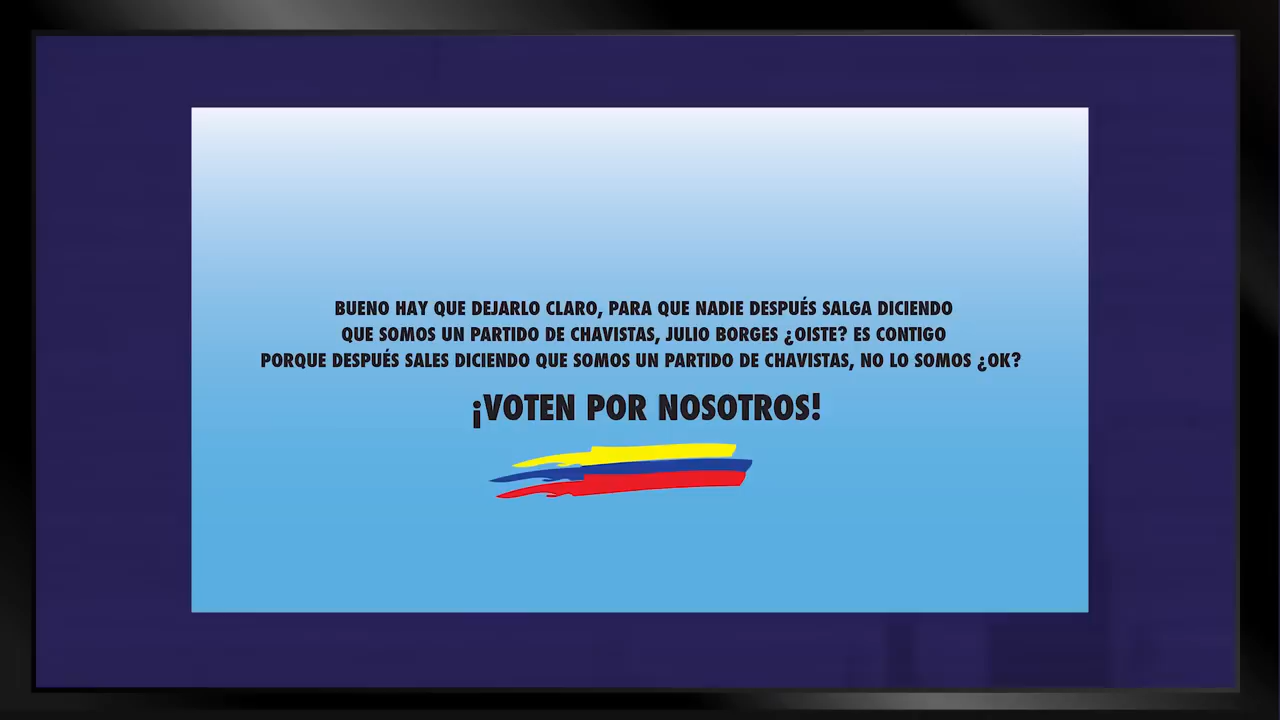 BUENO HAY QUE DEJARLO CLARO, PARA QUE NADIE DESPUÉS SALGA DICIENDO
QUE SOMOS UN PARTIDO DE CHAVISTAS, JULIO BORGES ¿OISTE? ES CONTIGO
PORQUE DESPUÉS SALES DICIENDO QUE SOMOS UN PARTIDO DE CHAVISTAS, NO LO SOMOS ¿OK?
¡VOTEN POR NOSOTROS!